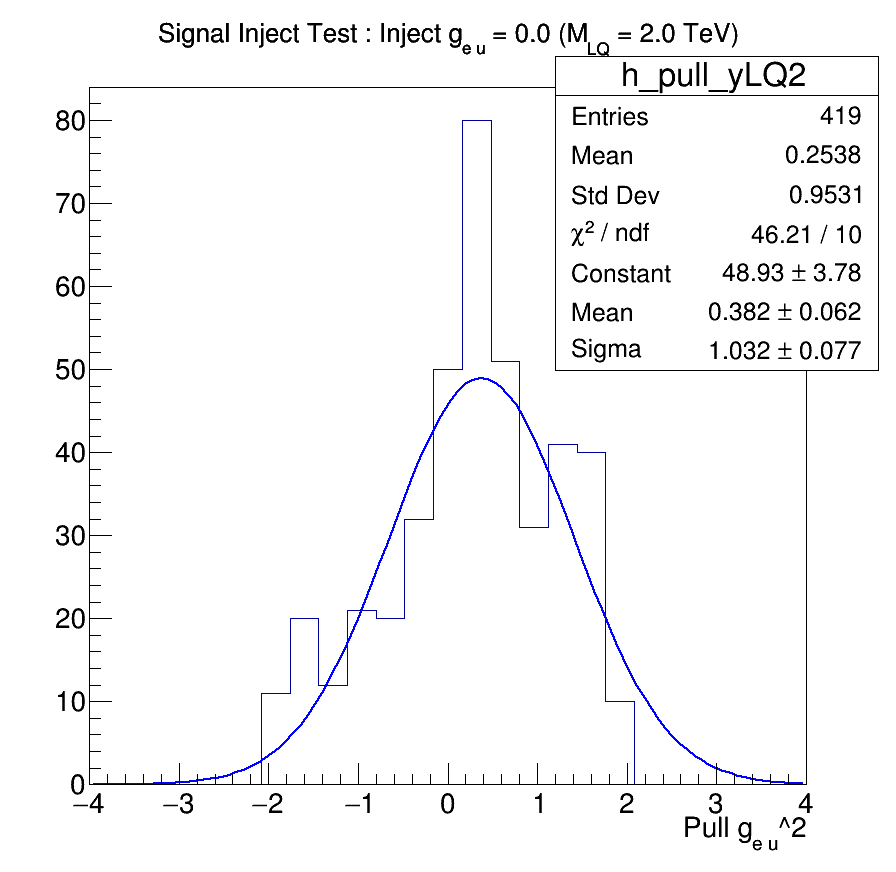 Signal Inject Test : Inject g_{e u} = 0.0 (M_{LQ} = 2.0 TeV)
h_pull_yLQ2
Entries 419
Mean 0.2538
Std Dev 0.9531
χ² / ndf 46.21 / 10
Constant 48.93 ± 3.78
Mean 0.382 ± 0.062
Sigma 1.032 ± 0.077
80
70
60
50
40
30
20
10
0
−4 −3 −2 −1 0 1 2 3 4
Pull g_{e u}^2